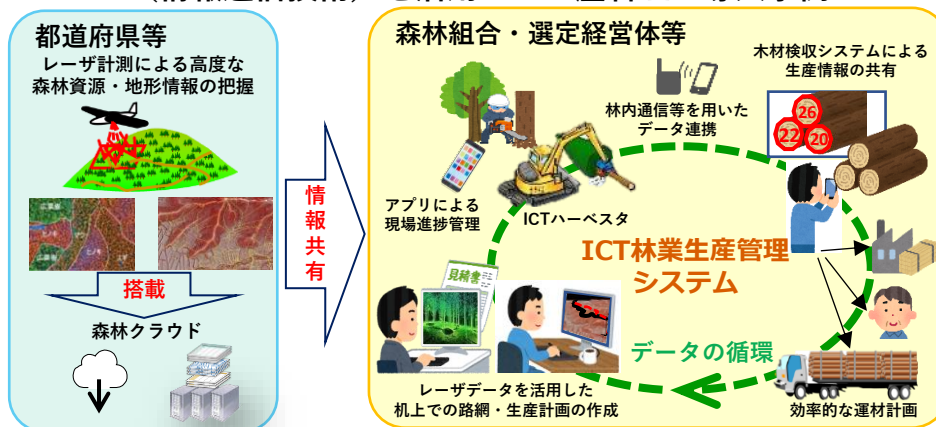 都道府県等
レーザ計測による高度な
森林資源・地形情報の把握
搭載
森林クラウド
情報共有
森林組合・選定経営体等
木材検収システムによる
生産情報の共有
林内通信等を用いた
データ連携
26
22
20
アプリによる
現場進捗管理
ICTハーベスタ
ICT林業生産管理
システム
見積書
データの循環
レーザデータを活用した
机上での路網・生産計画の作成
効率的な運材計画